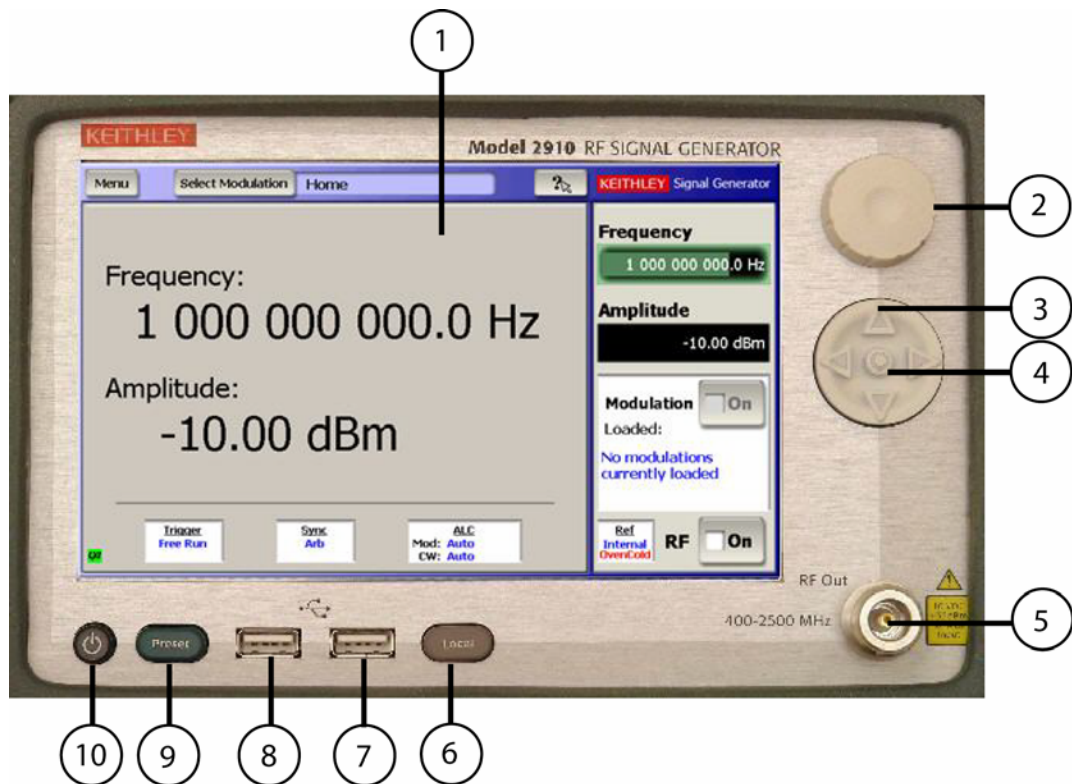 1
KEITHLEY
Model 2910 RF SIGNAL GENERATOR
Menu
Select Modulation
Home
?
KEITHLEY Signal Generator
2
Frequency
1 000 000 000.0 Hz
Frequency:
1 000 000 000.0 Hz
Amplitude
-10.00 dBm
3
4
Amplitude:
-10.00 dBm
Modulation
On
Loaded:
No modulations
currently loaded
Trigger
Free Run
Sync
Arb
ALC
Mod: Auto
CW: Auto
Ref
Internal
OvenCold
RF
On
RF Out
400-2500 MHz
5
Preset
Local
10
9
8
7
6